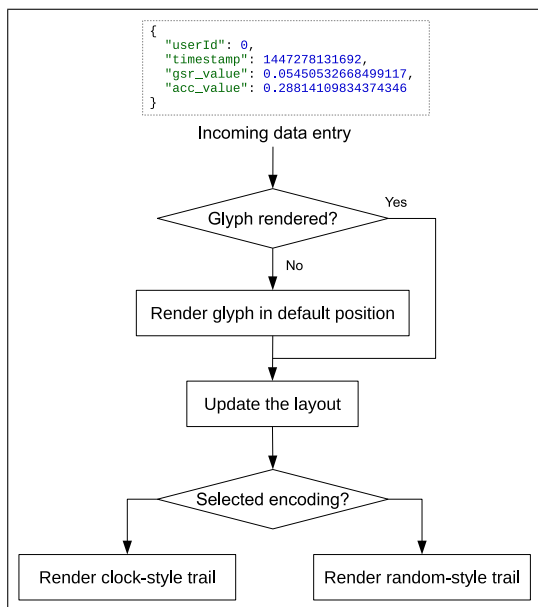 {
"userId": 0,
"timestamp": 1447278131692,
"gsr_value": 0.05450532668499117,
"acc_value": 0.28814109834374346
}
Incoming data entry
Yes
Glyph rendered?
No
Render glyph in default position
Update the layout
Selected encoding?
Render clock-style trail
Render random-style trail